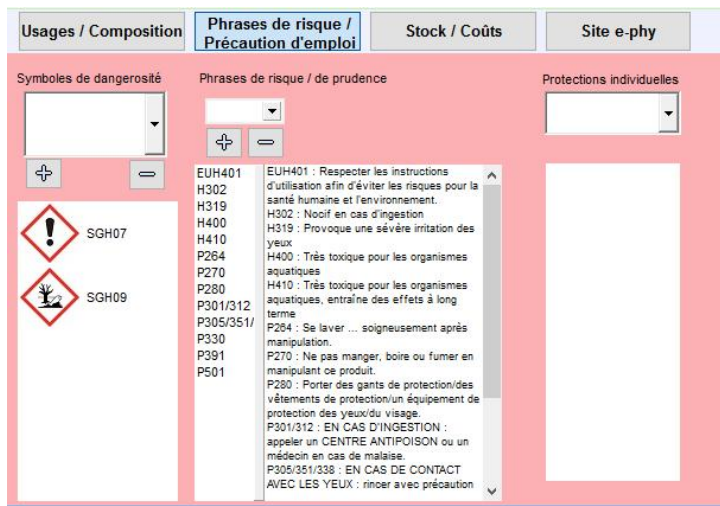 Usages / Composition
Phrases de risque /
Précaution d'emploi
Stock / Coûts
Site e-phy
Symboles de dangerosité
Phrases de risque / de prudence
Protections individuelles
SGH07
SGH09
EUH401
H302
H319
H400
H410
P264
P270
P280
P301/312
P305/351/
P330
P391
P501
EUH401 : Respecter les instructions
d'utilisation afin d'éviter les risques pour la
santé humaine et l'environnement.
H302 : Nocif en cas d'ingestion
H319 : Provoque une sévère irritation des
yeux
H400 : Très toxique pour les organismes
aquatiques
H410 : Très toxique pour les organismes
aquatiques, entraîne des effets à long
terme
P264 : Se laver ... soigneusement après
manipulation.
P270 : Ne pas manger, boire ou fumer en
manipulant ce produit.
P280 : Porter des gants de protection/des
vêtements de protection/un équipement de
protection des yeux/du visage.
P301/312 : EN CAS D'INGESTION :
appeler un CENTRE ANTIPOISON ou un
médecin en cas de malaise.
P305/351/338 : EN CAS DE CONTACT
AVEC LES YEUX : rincer avec précaution